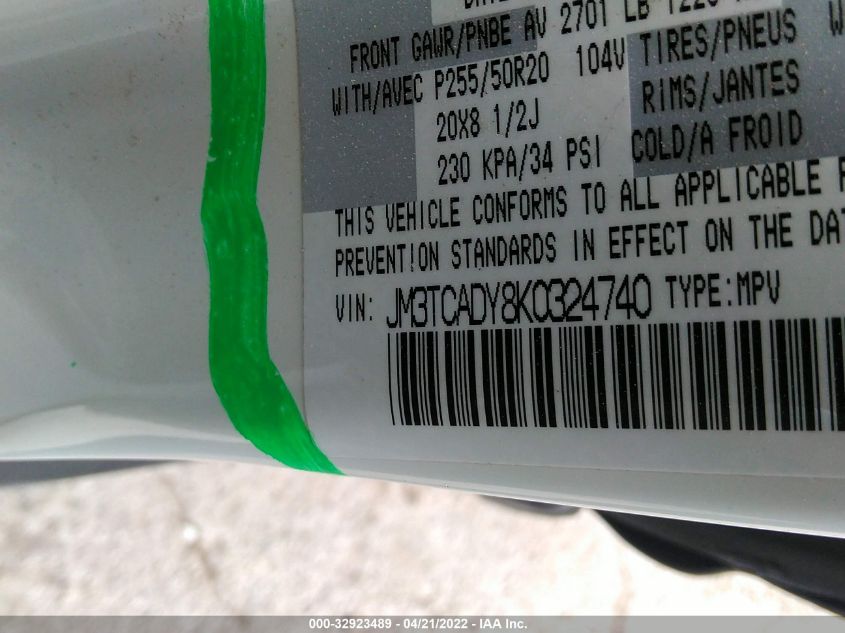 FRONT GAWR/PNBE AV 2701 LB
WITH/AVEC P255/50R20 104V TIRES/PNEUS
20X8 1/2J RIMS/JANTES
230 KPA/34 PSI COLD/A FROID
THIS VEHICLE CONFORMS TO ALL APPLICABLE
PREVENTION STANDARDS IN EFFECT ON THE
VIN: JM3TCADY8K0324740 TYPE:MPV
000-32923489 - 04/21/2022 - IAA Inc.